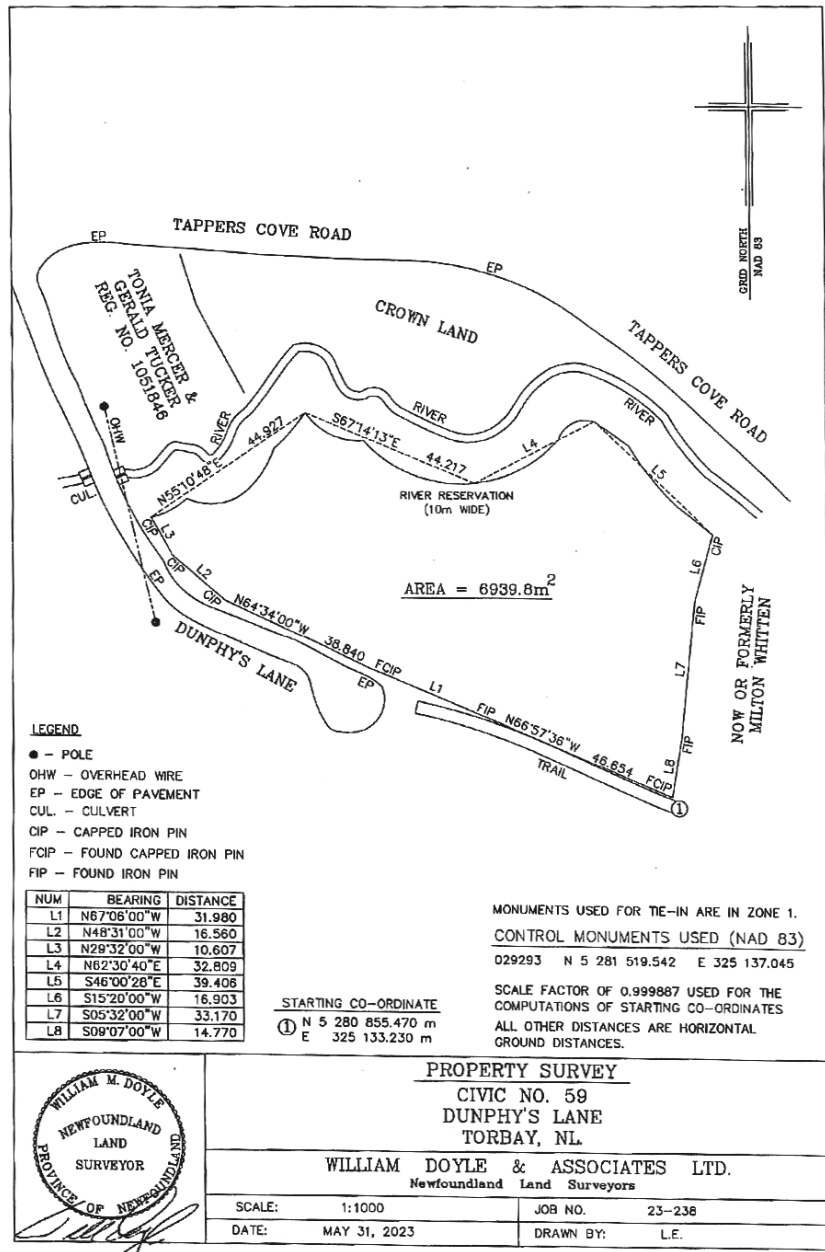 TAPPERS COVE ROAD
EP
EP
GRID NORTH
NAD 83
TONIA MERCER &
GERALD TUCKER
REG. NO. 1051846
CROWN LAND
TAPPERS COVE ROAD
RIVER
RIVER
RIVER
OHW
CUL.
N55°10'48"E 44.927
S67°14'13"E 44.217
L4
L5
RIVER RESERVATION
(10m WIDE)
CIP
L3
CIP
L2
CIP
EP
CIP
L6
FIP
L7
FIP
L8
FCIP
AREA = 6939.8m2
NOW OR FORMERLY
MILTON WHITTEN
N64°34'00"W 38.840
FCIP
L1
FIP
N66°57'36"W 46.654
DUNPHY'S LANE
EP
TRAIL
1
LEGEND
● – POLE
OHW – OVERHEAD WIRE
EP – EDGE OF PAVEMENT
CUL. – CULVERT
CIP – CAPPED IRON PIN
FCIP – FOUND CAPPED IRON PIN
FIP – FOUND IRON PIN
NUM BEARING DISTANCE
L1 N67°06'00"W 31.980
L2 N48°31'00"W 16.560
L3 N29°32'00"W 10.607
L4 N62°30'40"E 32.809
L5 S46°00'28"E 39.406
L6 S15°20'00"W 16.903
L7 S05°32'00"W 33.170
L8 S09°07'00"W 14.770
STARTING CO-ORDINATE
1 N 5 280 855.470 m
E 325 133.230 m
MONUMENTS USED FOR TIE-IN ARE IN ZONE 1.
CONTROL MONUMENTS USED (NAD 83)
029293 N 5 281 519.542 E 325 137.045
SCALE FACTOR OF 0.999887 USED FOR THE
COMPUTATIONS OF STARTING CO-ORDINATES
ALL OTHER DISTANCES ARE HORIZONTAL
GROUND DISTANCES.
WILLIAM M. DOYLE
NEWFOUNDLAND
LAND
SURVEYOR
PROVINCE OF NEWFOUNDLAND
PROPERTY SURVEY
CIVIC NO. 59
DUNPHY'S LANE
TORBAY, NL
WILLIAM DOYLE & ASSOCIATES LTD.
Newfoundland Land Surveyors
SCALE: 1:1000 JOB NO. 23-238
DATE: MAY 31, 2023 DRAWN BY: L.E.